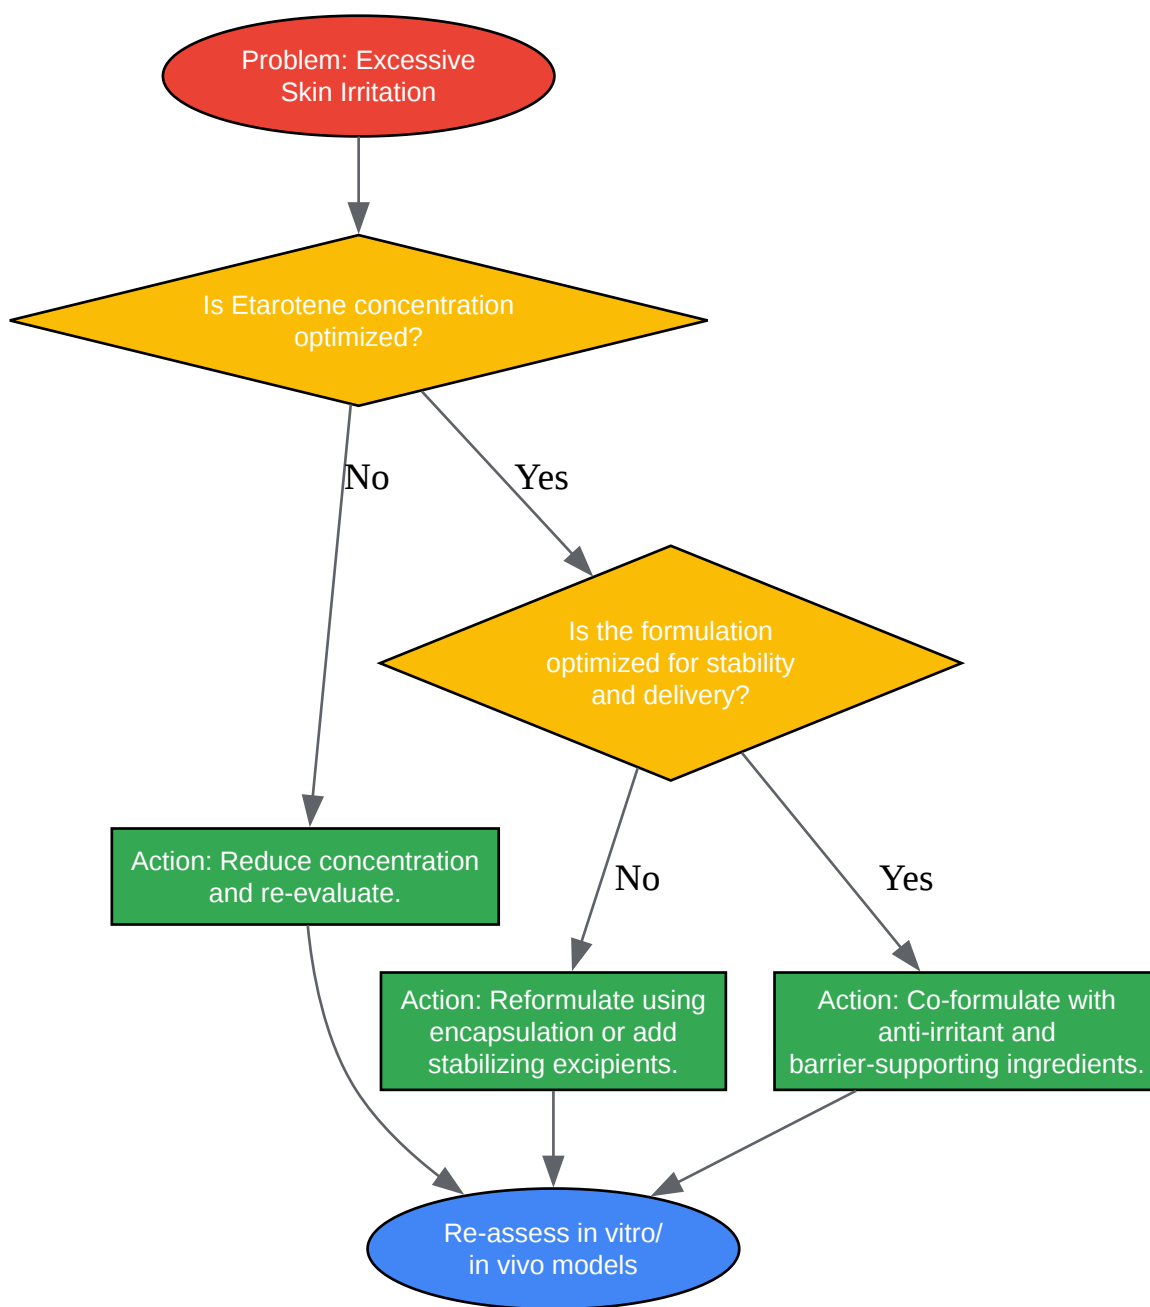 Problem: Excessive
Skin Irritation
Is Etarotene concentration
optimized?
No
Yes
Is the formulation
optimized for stability
and delivery?
Action: Reduce concentration
and re-evaluate.
No
Yes
Action: Reformulate using
encapsulation or add
stabilizing excipients.
Action: Co-formulate with
anti-irritant and
barrier-supporting ingredients.
Re-assess in vitro/
in vivo models